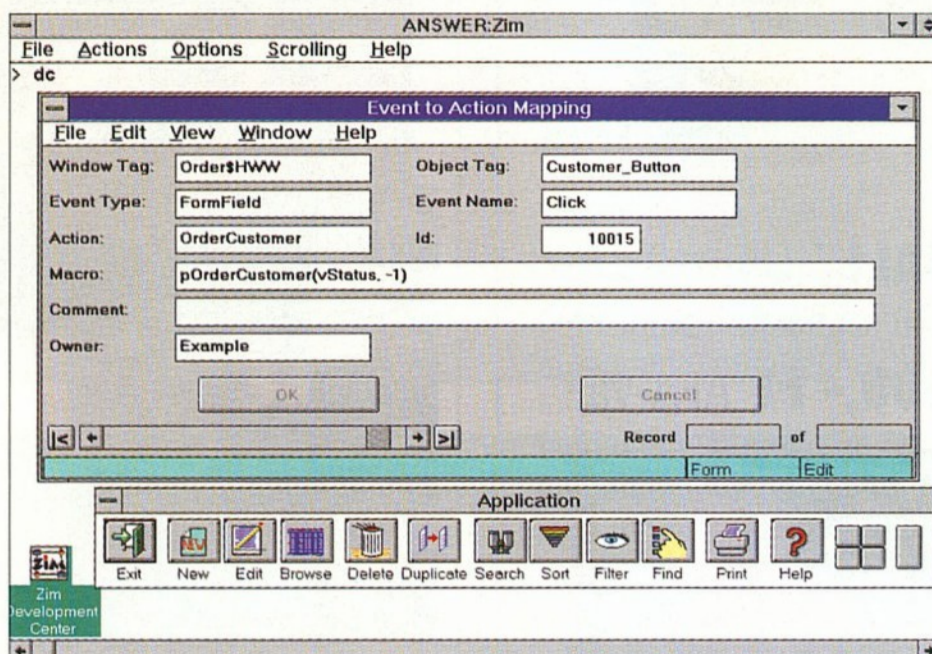 ANSWER:Zim
File Actions Options Scrolling Help
> dc
Event to Action Mapping
File Edit View Window Help
Window Tag: Order$HWW Object Tag: Customer_Button
Event Type: FormField Event Name: Click
Action: OrderCustomer Id: 10015
Macro: pOrderCustomer(vStatus, -1)
Comment:
Owner: Example
OK Cancel
Record of
Form Edit
Application
Exit New Edit Browse Delete Duplicate Search Sort Filter Find Print Help
ZIM
Zim
Development
Center